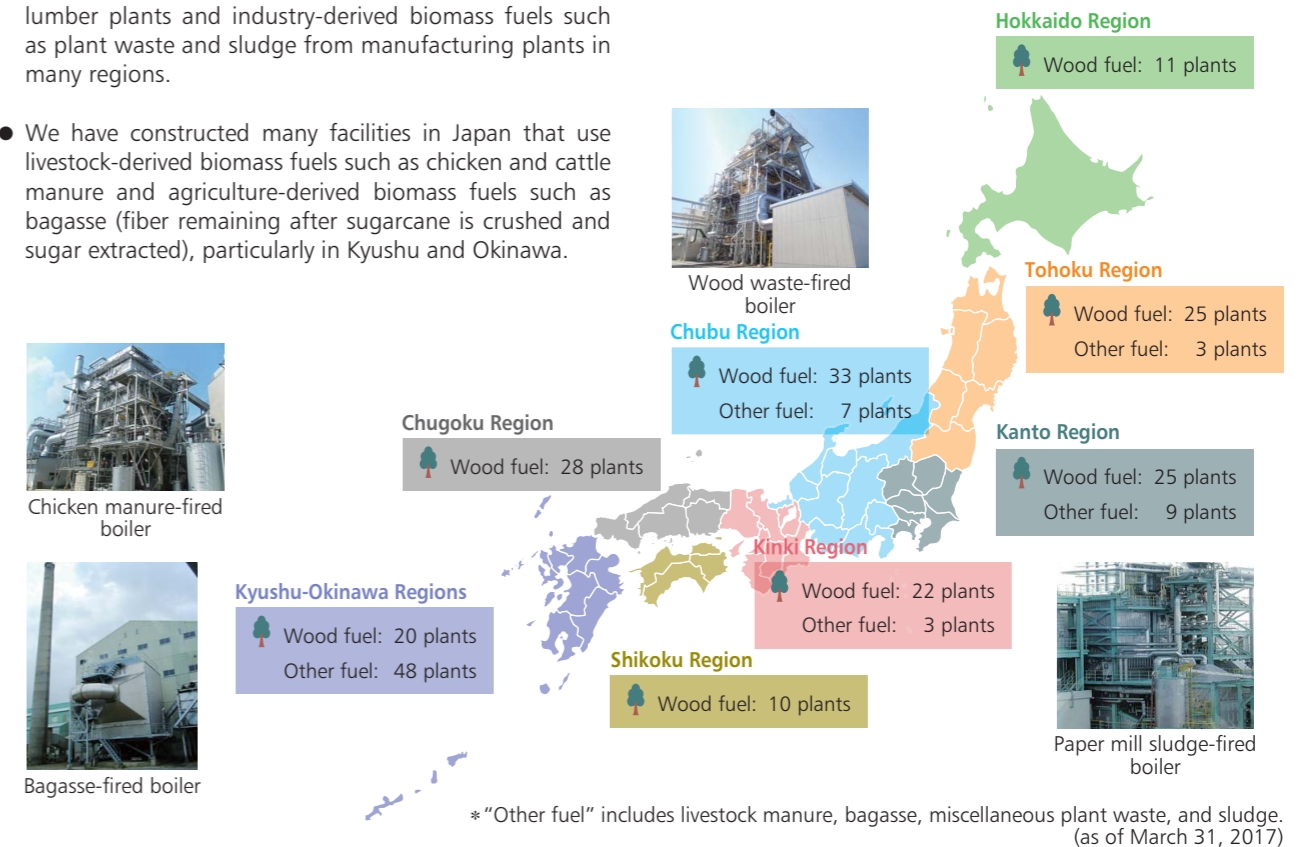 lumber plants and industry-derived biomass fuels such
as plant waste and sludge from manufacturing plants in
many regions.
● We have constructed many facilities in Japan that use
livestock-derived biomass fuels such as chicken and cattle
manure and agriculture-derived biomass fuels such as
bagasse (fiber remaining after sugarcane is crushed and
sugar extracted), particularly in Kyushu and Okinawa.
Hokkaido Region
Wood fuel: 11 plants
Wood waste-fired
boiler
Tohoku Region
Wood fuel: 25 plants
Other fuel: 3 plants
Chubu Region
Wood fuel: 33 plants
Other fuel: 7 plants
Chugoku Region
Wood fuel: 28 plants
Kanto Region
Wood fuel: 25 plants
Other fuel: 9 plants
Chicken manure-fired
boiler
Kinki Region
Wood fuel: 22 plants
Other fuel: 3 plants
Kyushu-Okinawa Regions
Wood fuel: 20 plants
Other fuel: 48 plants
Shikoku Region
Wood fuel: 10 plants
Bagasse-fired boiler
Paper mill sludge-fired
boiler
*“Other fuel” includes livestock manure, bagasse, miscellaneous plant waste, and sludge.
(as of March 31, 2017)